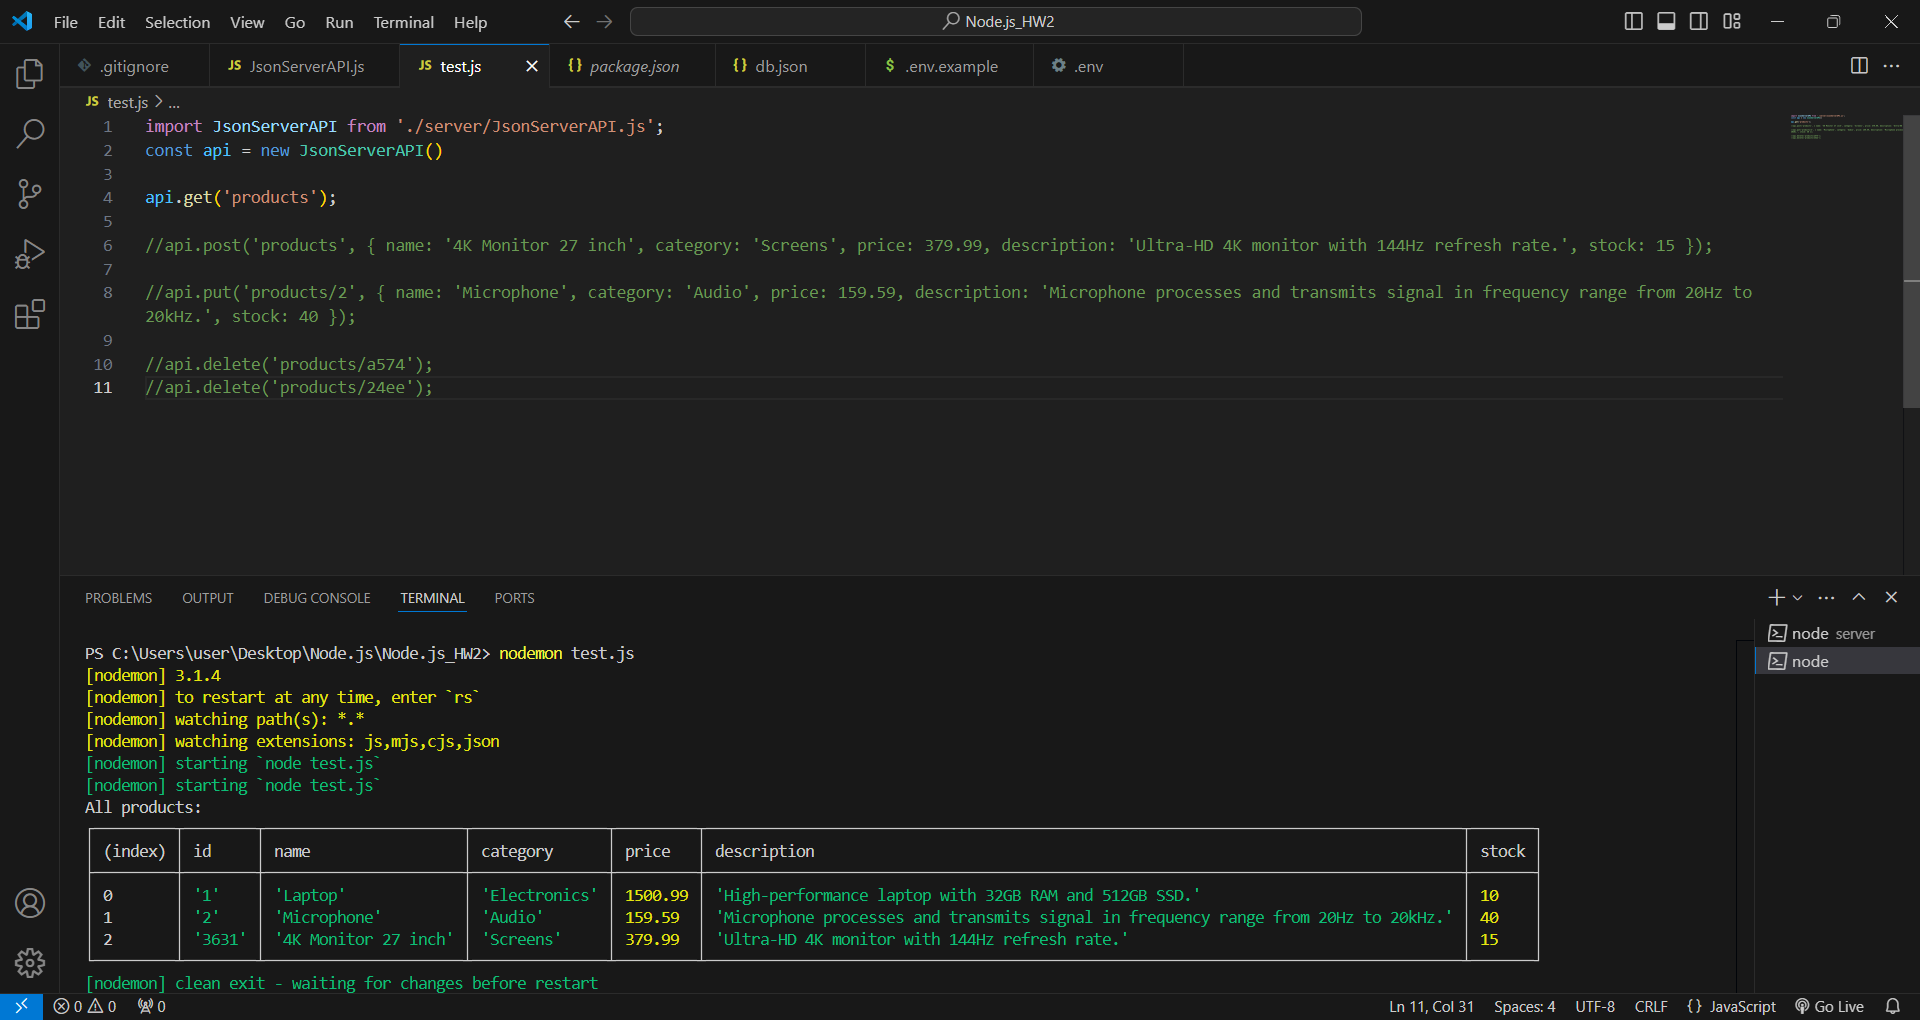 File Edit Selection View Go Run Terminal Help Node.js_HW2
.gitignore JS JsonServerAPI.js JS test.js {} package.json {} db.json $ .env.example .env
JS test.js > ...
1 import JsonServerAPI from './server/JsonServerAPI.js';
2 const api = new JsonServerAPI()
3
4 api.get('products');
5
6 //api.post('products', { name: '4K Monitor 27 inch', category: 'Screens', price: 379.99, description: 'Ultra-HD 4K monitor with 144Hz refresh rate.', stock: 15 });
7
8 //api.put('products/2', { name: 'Microphone', category: 'Audio', price: 159.59, description: 'Microphone processes and transmits signal in frequency range from 20Hz to
20kHz.', stock: 40 });
9
10 //api.delete('products/a574');
11 //api.delete('products/24ee');
PROBLEMS OUTPUT DEBUG CONSOLE TERMINAL PORTS
node server
node
PS C:\Users\user\Desktop\Node.js\Node.js_HW2> nodemon test.js
[nodemon] 3.1.4
[nodemon] to restart at any time, enter `rs`
[nodemon] watching path(s): *.*
[nodemon] watching extensions: js,mjs,cjs,json
[nodemon] starting `node test.js`
[nodemon] starting `node test.js`
All products:
(index) id name category price description stock
0 '1' 'Laptop' 'Electronics' 1500.99 'High-performance laptop with 32GB RAM and 512GB SSD.' 10
1 '2' 'Microphone' 'Audio' 159.59 'Microphone processes and transmits signal in frequency range from 20Hz to 20kHz.' 40
2 '3631' '4K Monitor 27 inch' 'Screens' 379.99 'Ultra-HD 4K monitor with 144Hz refresh rate.' 15
[nodemon] clean exit - waiting for changes before restart
0 0 0 Ln 11, Col 31 Spaces: 4 UTF-8 CRLF {} JavaScript Go Live